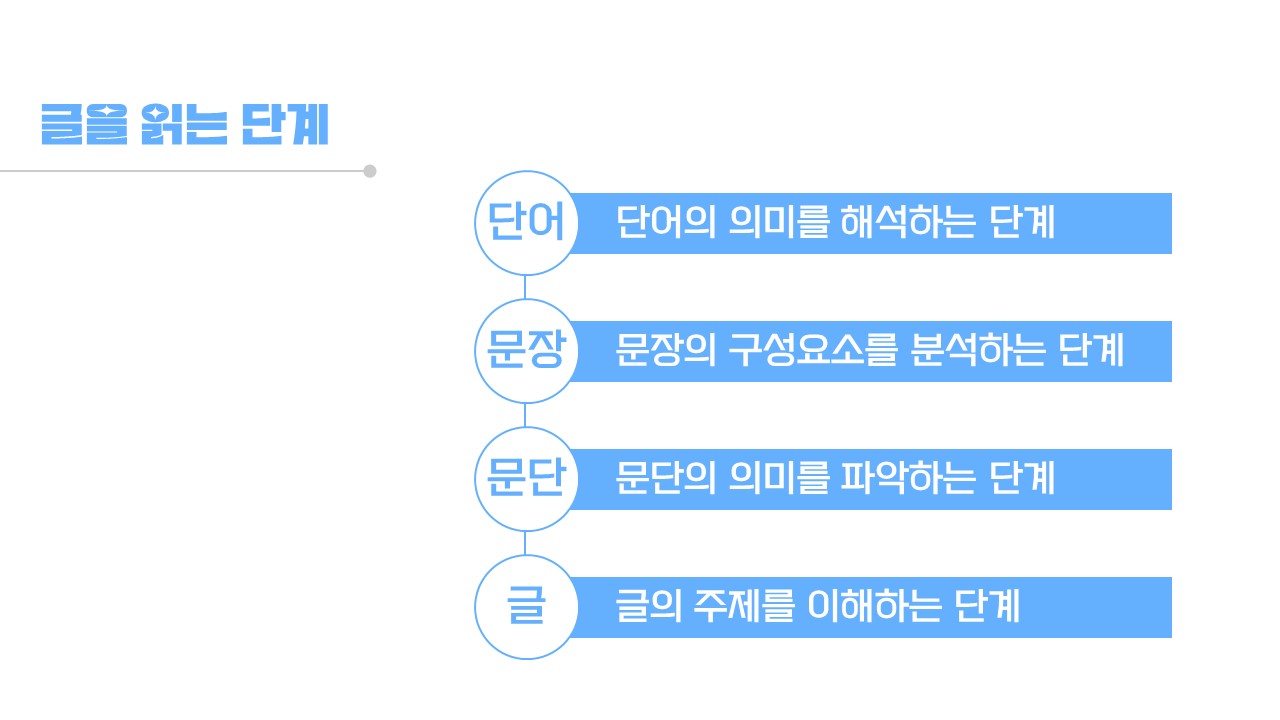 글을 읽는 단계
단어
단어의 의미를 해석하는 단계
문장
문장의 구성요소를 분석하는 단계
문단
문단의 의미를 파악하는 단계
글
글의 주제를 이해하는 단계